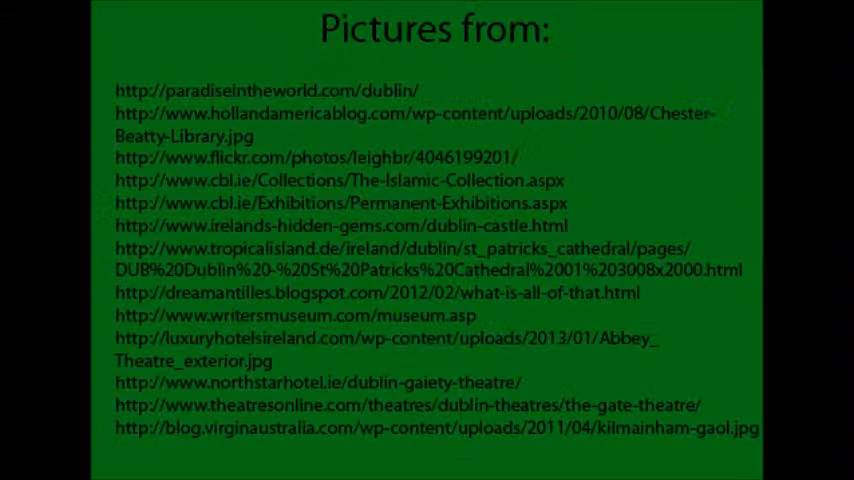 Pictures from:
http://paradiseintheworld.com/dublin/
http://www.hollandamericablog.com/wp-content/uploads/2010/08/Chester-
Beatty-Library.jpg
http://www.flickr.com/photos/leighbr/4046199201/
http://www.cbl.ie/Collections/The-Islamic-Collection.aspx
http://www.cbl.ie/Exhibitions/Permanent-Exhibitions.aspx
http://www.irelands-hidden-gems.com/dublin-castle.html
http://www.tropicalisland.de/ireland/dublin/st_patricks_cathedral/pages/
DUB%20Dublin%20-%20St%20Patricks%20Cathedral%2001%203008x2000.html
http://dreamantilles.blogspot.com/2012/02/what-is-all-of-that.html
http://www.writersmuseum.com/museum.asp
http://luxuryhotelsireland.com/wp-content/uploads/2013/01/Abbey_
Theatre_exterior.jpg
http://www.northstarhotel.ie/dublin-gaiety-theatre/
http://www.theatresonline.com/theatres/dublin-theatres/the-gate-theatre/
http://blog.virginaustralia.com/wp-content/uploads/2011/04/kilmainham-gaol.jpg